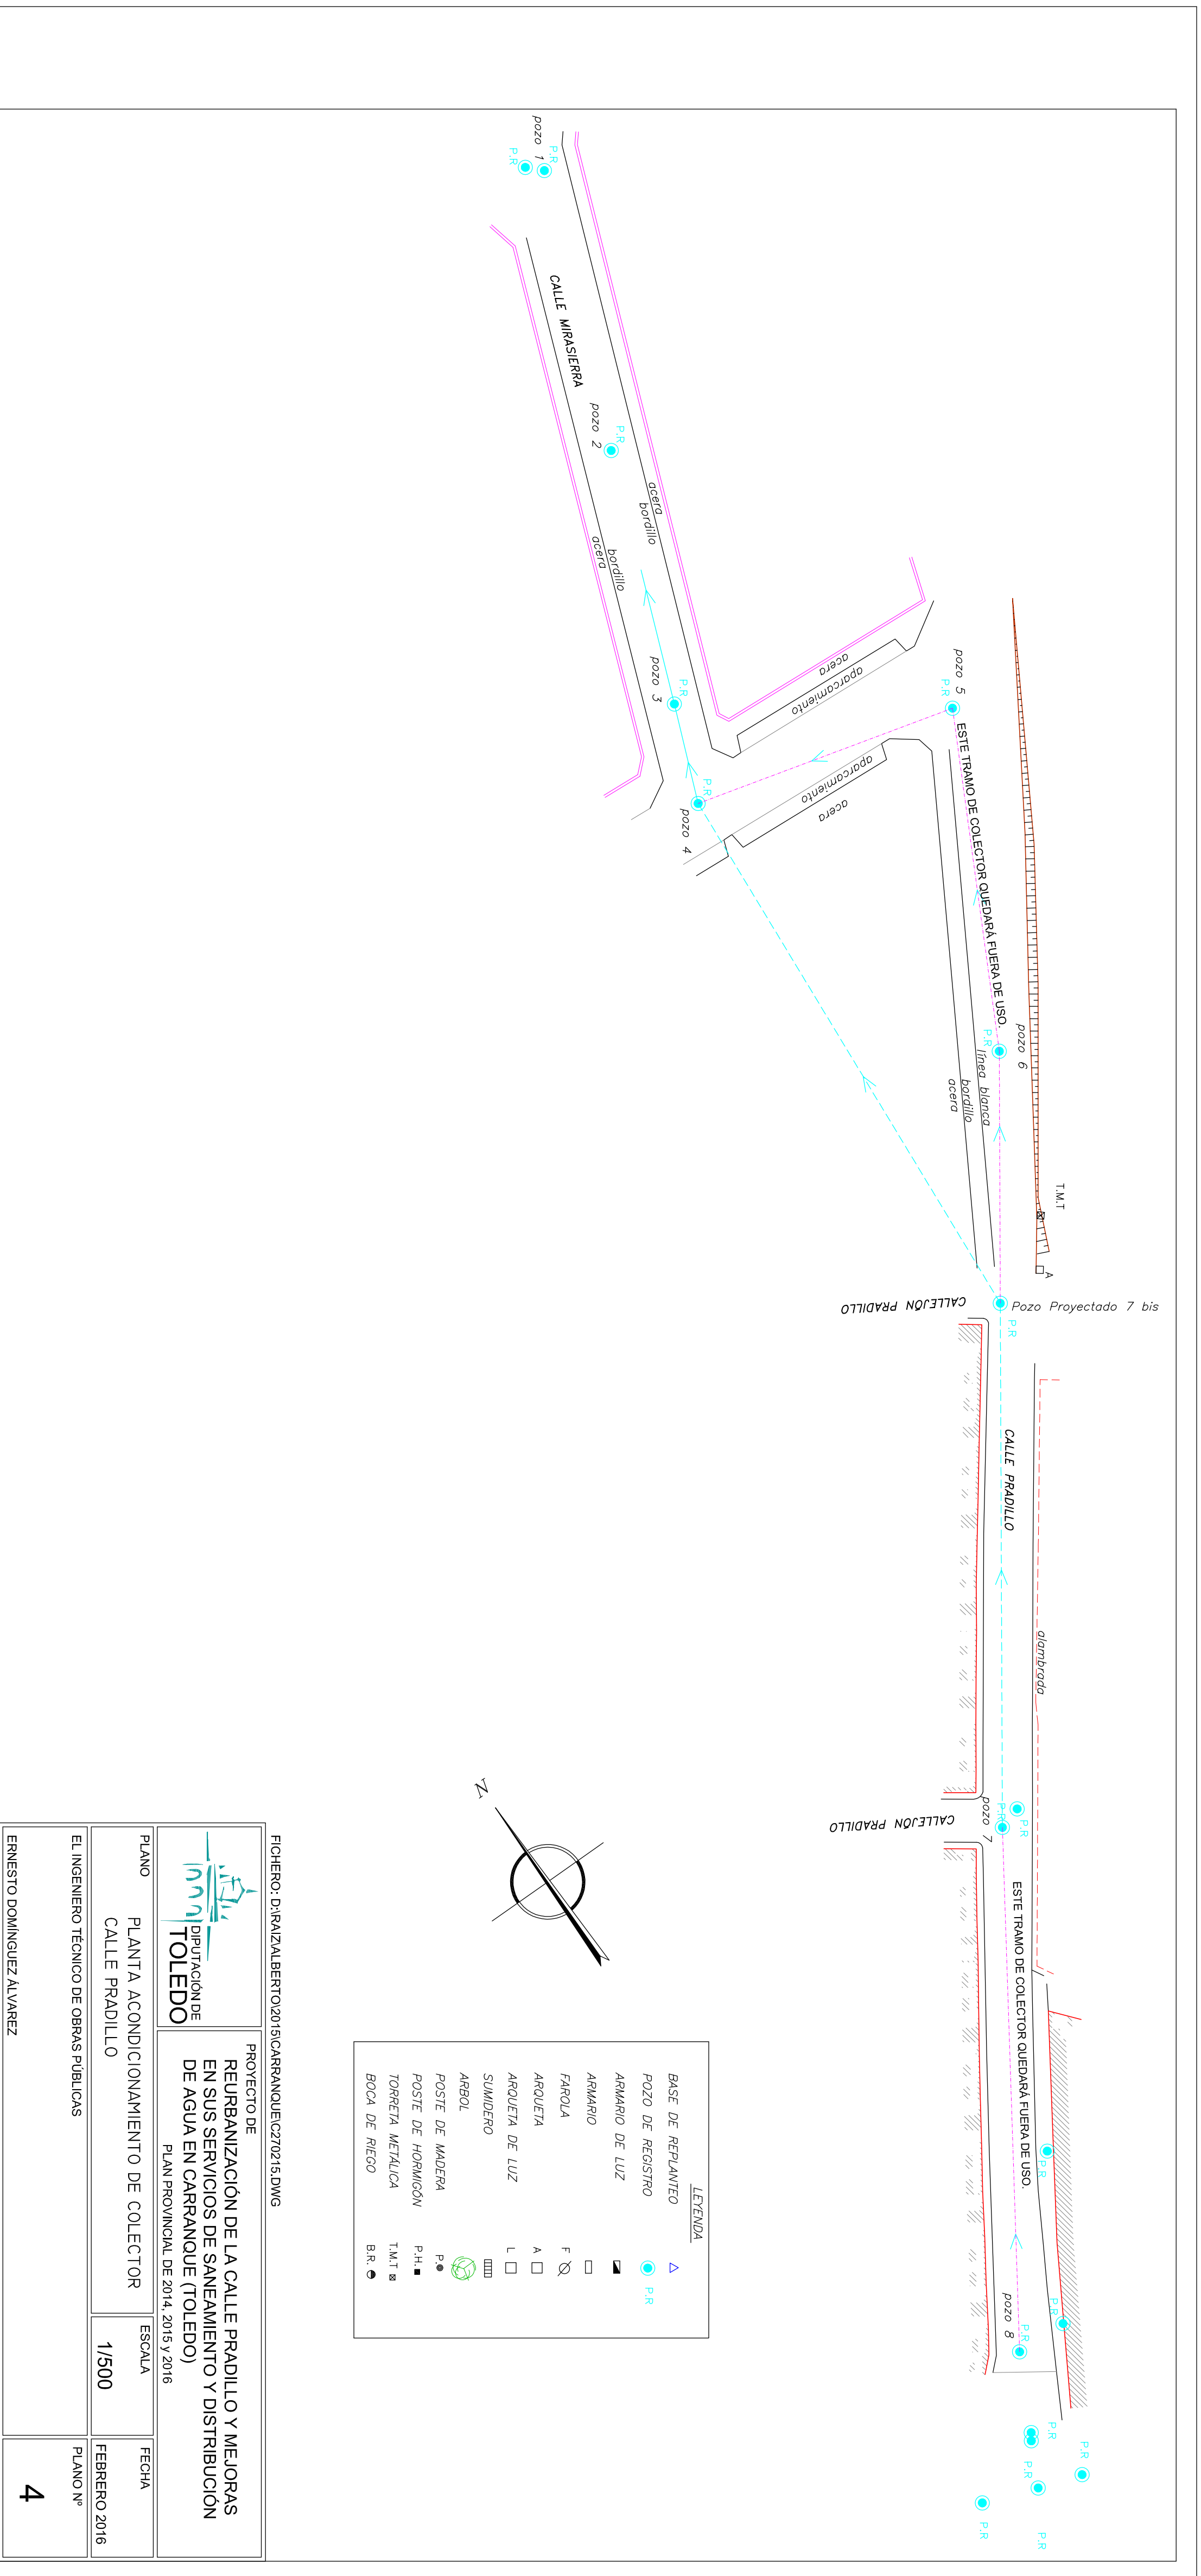 pozo 1
P.R
P.R
CALLE MIRASIERRA
pozo 2
P.R
acera
bordillo
bordillo
acera
pozo 3
P.R
P.R
pozo 4
acera
aparcamiento
aparcamiento
acera
pozo 5
P.R
ESTE TRAMO DE COLECTOR QUEDARÁ FUERA DE USO.
pozo 6
P.R
línea blanca
bordillo
acera
T.M.T
A
CALLEJÓN PRADILLO
Pozo Proyectado 7 bis
P.R
CALLE PRADILLO
alambrada
pozo 7
P.R
P.R
CALLEJÓN PRADILLO
ESTE TRAMO DE COLECTOR QUEDARÁ FUERA DE USO.
P.R
P.R
pozo 8
P.R
P.R
P.R
P.R
P.R
P.R
N
LEYENDA
BASE DE REPLANTEO
POZO DE REGISTRO P.R
ARMARIO DE LUZ
ARMARIO
FAROLA F
ARQUETA A
ARQUETA DE LUZ L
SUMIDERO
ARBOL
POSTE DE MADERA P.
POSTE DE HORMIGÓN P.H.
TORRETA METÁLICA T.M.T
BOCA DE RIEGO B.R.
FICHERO: D:\RAIZ\ALBERTO\2015\CARRANQUE\C270215.DWG
DIPUTACIÓN DE
TOLEDO
PROYECTO DE
REURBANIZACIÓN DE LA CALLE PRADILLO Y MEJORAS
EN SUS SERVICIOS DE SANEAMIENTO Y DISTRIBUCIÓN
DE AGUA EN CARRANQUE (TOLEDO)
PLAN PROVINCIAL DE 2014, 2015 y 2016
PLANO
PLANTA ACONDICIONAMIENTO DE COLECTOR
CALLE PRADILLO
ESCALA
1/500
FECHA
FEBRERO 2016
EL INGENIERO TÉCNICO DE OBRAS PÚBLICAS
ERNESTO DOMÍNGUEZ ÁLVAREZ
PLANO Nº
4